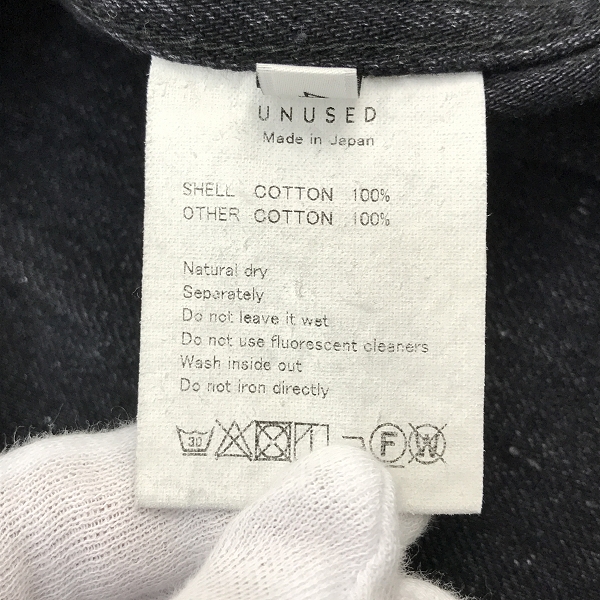 UNUSED
Made in Japan
SHELL COTTON 100%
OTHER COTTON 100%
Natural dry
Separately
Do not leave it wet
Do not use fluorescent cleaners
Wash inside out
Do not iron directly
30 F W